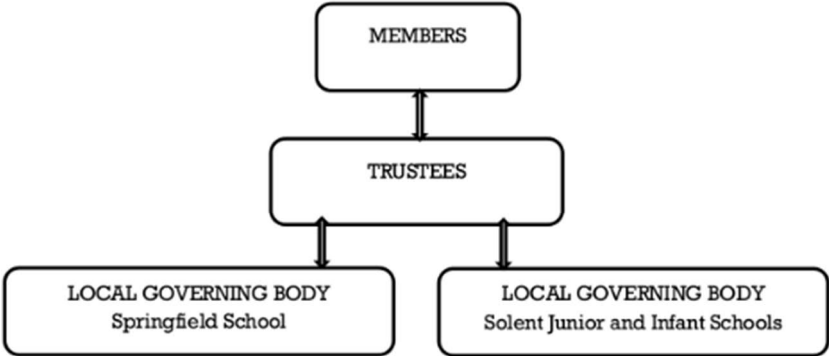 MEMBERS
TRUSTEES
LOCAL GOVERNING BODY
Springfield School
LOCAL GOVERNING BODY
Solent Junior and Infant Schools